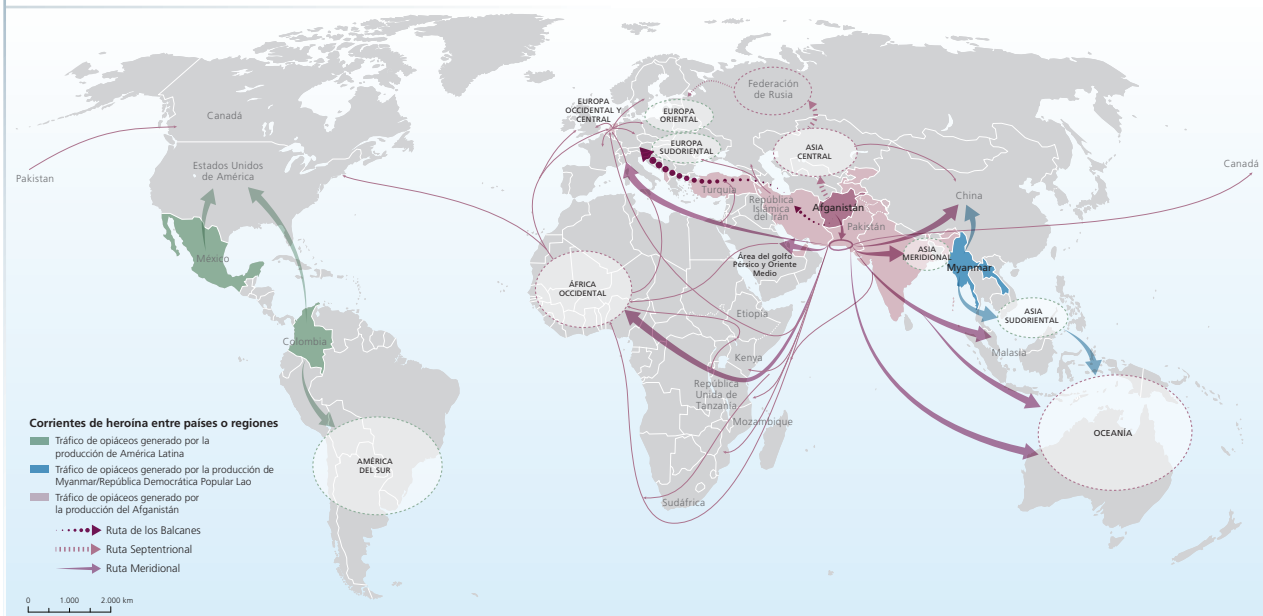 Federación
de Rusia
EUROPA
OCCIDENTAL Y
CENTRAL
EUROPA
ORIENTAL
Canadá
EUROPA
SUDORIENTAL
ASIA
CENTRAL
Canadá
Pakistan
Estados Unidos
de América
Turquía
China
República
Islámica
del Irán
Afganistán
Pakistán
México
Área del golfo
Pérsico y Oriente
Medio
ASIA
MERIDIONAL
Myanmar
ÁFRICA
OCCIDENTAL
Etiopía
ASIA
SUDORIENTAL
Colombia
Kenya
Malasia
República
Unida de
Tanzanía
Mozambique
OCEANÍA
AMÉRICA
DEL SUR
Sudáfrica
Corrientes de heroína entre países o regiones
Tráfico de opiáceos generado por la
producción de América Latina
Tráfico de opiáceos generado por la producción de
Myanmar/República Democrática Popular Lao
Tráfico de opiáceos generado por
la producción del Afganistán
Ruta de los Balcanes
Ruta Septentrional
Ruta Meridional
0 1.000 2.000 km